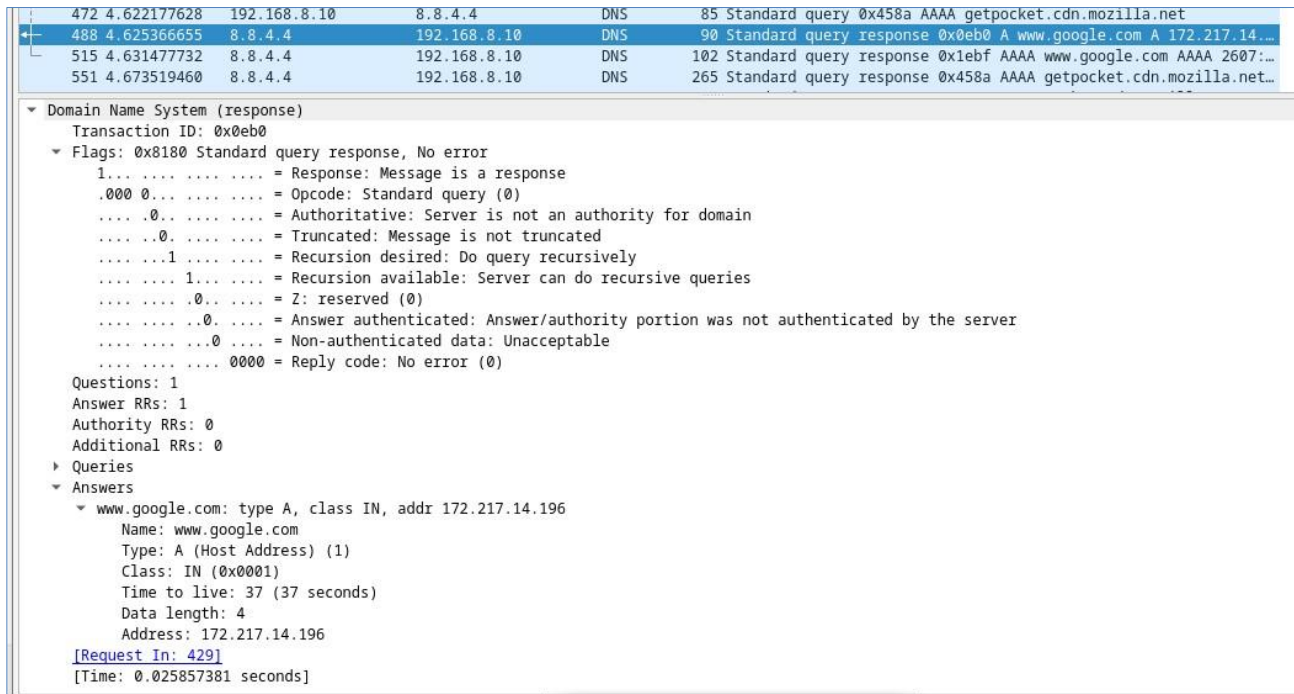 472 4.622177628 192.168.8.10 8.8.4.4 DNS 85 Standard query 0x458a AAAA getpocket.cdn.mozilla.net
488 4.625366655 8.8.4.4 192.168.8.10 DNS 90 Standard query response 0x0eb0 A www.google.com A 172.217.14.…
515 4.631477732 8.8.4.4 192.168.8.10 DNS 102 Standard query response 0x1ebf AAAA www.google.com AAAA 2607:…
551 4.673519460 8.8.4.4 192.168.8.10 DNS 265 Standard query response 0x458a AAAA getpocket.cdn.mozilla.net…
Domain Name System (response)
Transaction ID: 0x0eb0
Flags: 0x8180 Standard query response, No error
1... .... .... .... = Response: Message is a response
.000 0... .... .... = Opcode: Standard query (0)
.... .0.. .... .... = Authoritative: Server is not an authority for domain
.... ..0. .... .... = Truncated: Message is not truncated
.... ...1 .... .... = Recursion desired: Do query recursively
.... .... 1... .... = Recursion available: Server can do recursive queries
.... .... .0.. .... = Z: reserved (0)
.... .... ..0. .... = Answer authenticated: Answer/authority portion was not authenticated by the server
.... .... ...0 .... = Non-authenticated data: Unacceptable
.... .... .... 0000 = Reply code: No error (0)
Questions: 1
Answer RRs: 1
Authority RRs: 0
Additional RRs: 0
Queries
Answers
www.google.com: type A, class IN, addr 172.217.14.196
Name: www.google.com
Type: A (Host Address) (1)
Class: IN (0x0001)
Time to live: 37 (37 seconds)
Data length: 4
Address: 172.217.14.196
[Request In: 429]
[Time: 0.025857381 seconds]